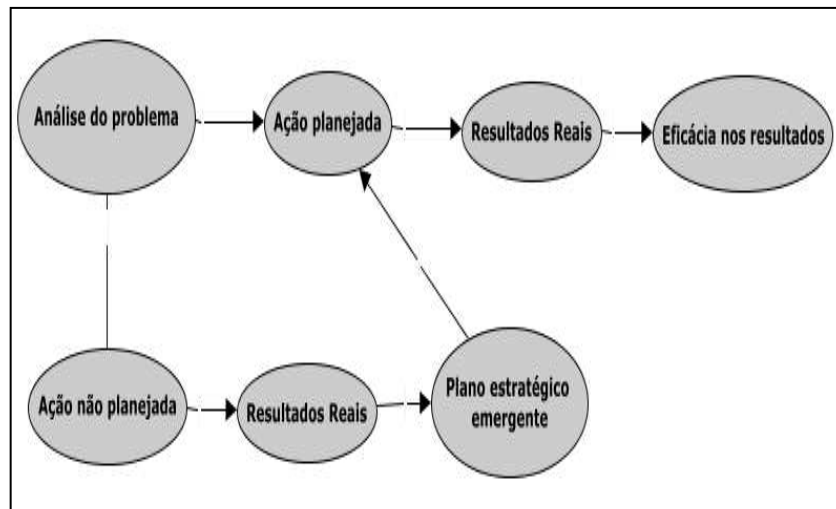 Análise do problema
Ação planejada
Resultados Reais
Eficácia nos resultados
Ação não planejada
Resultados Reais
Plano estratégico
emergente